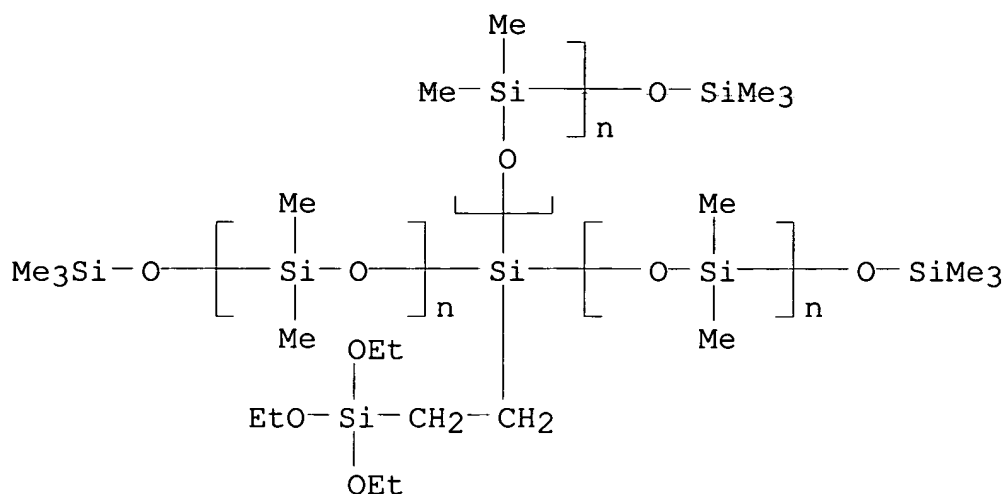 Me
Me—Si—O—SiMe3
n
O
Me Me
Me3Si—O—Si—O—Si—O—Si—O—SiMe3
n n
Me Me
OEt
EtO—Si—CH2—CH2
OEt